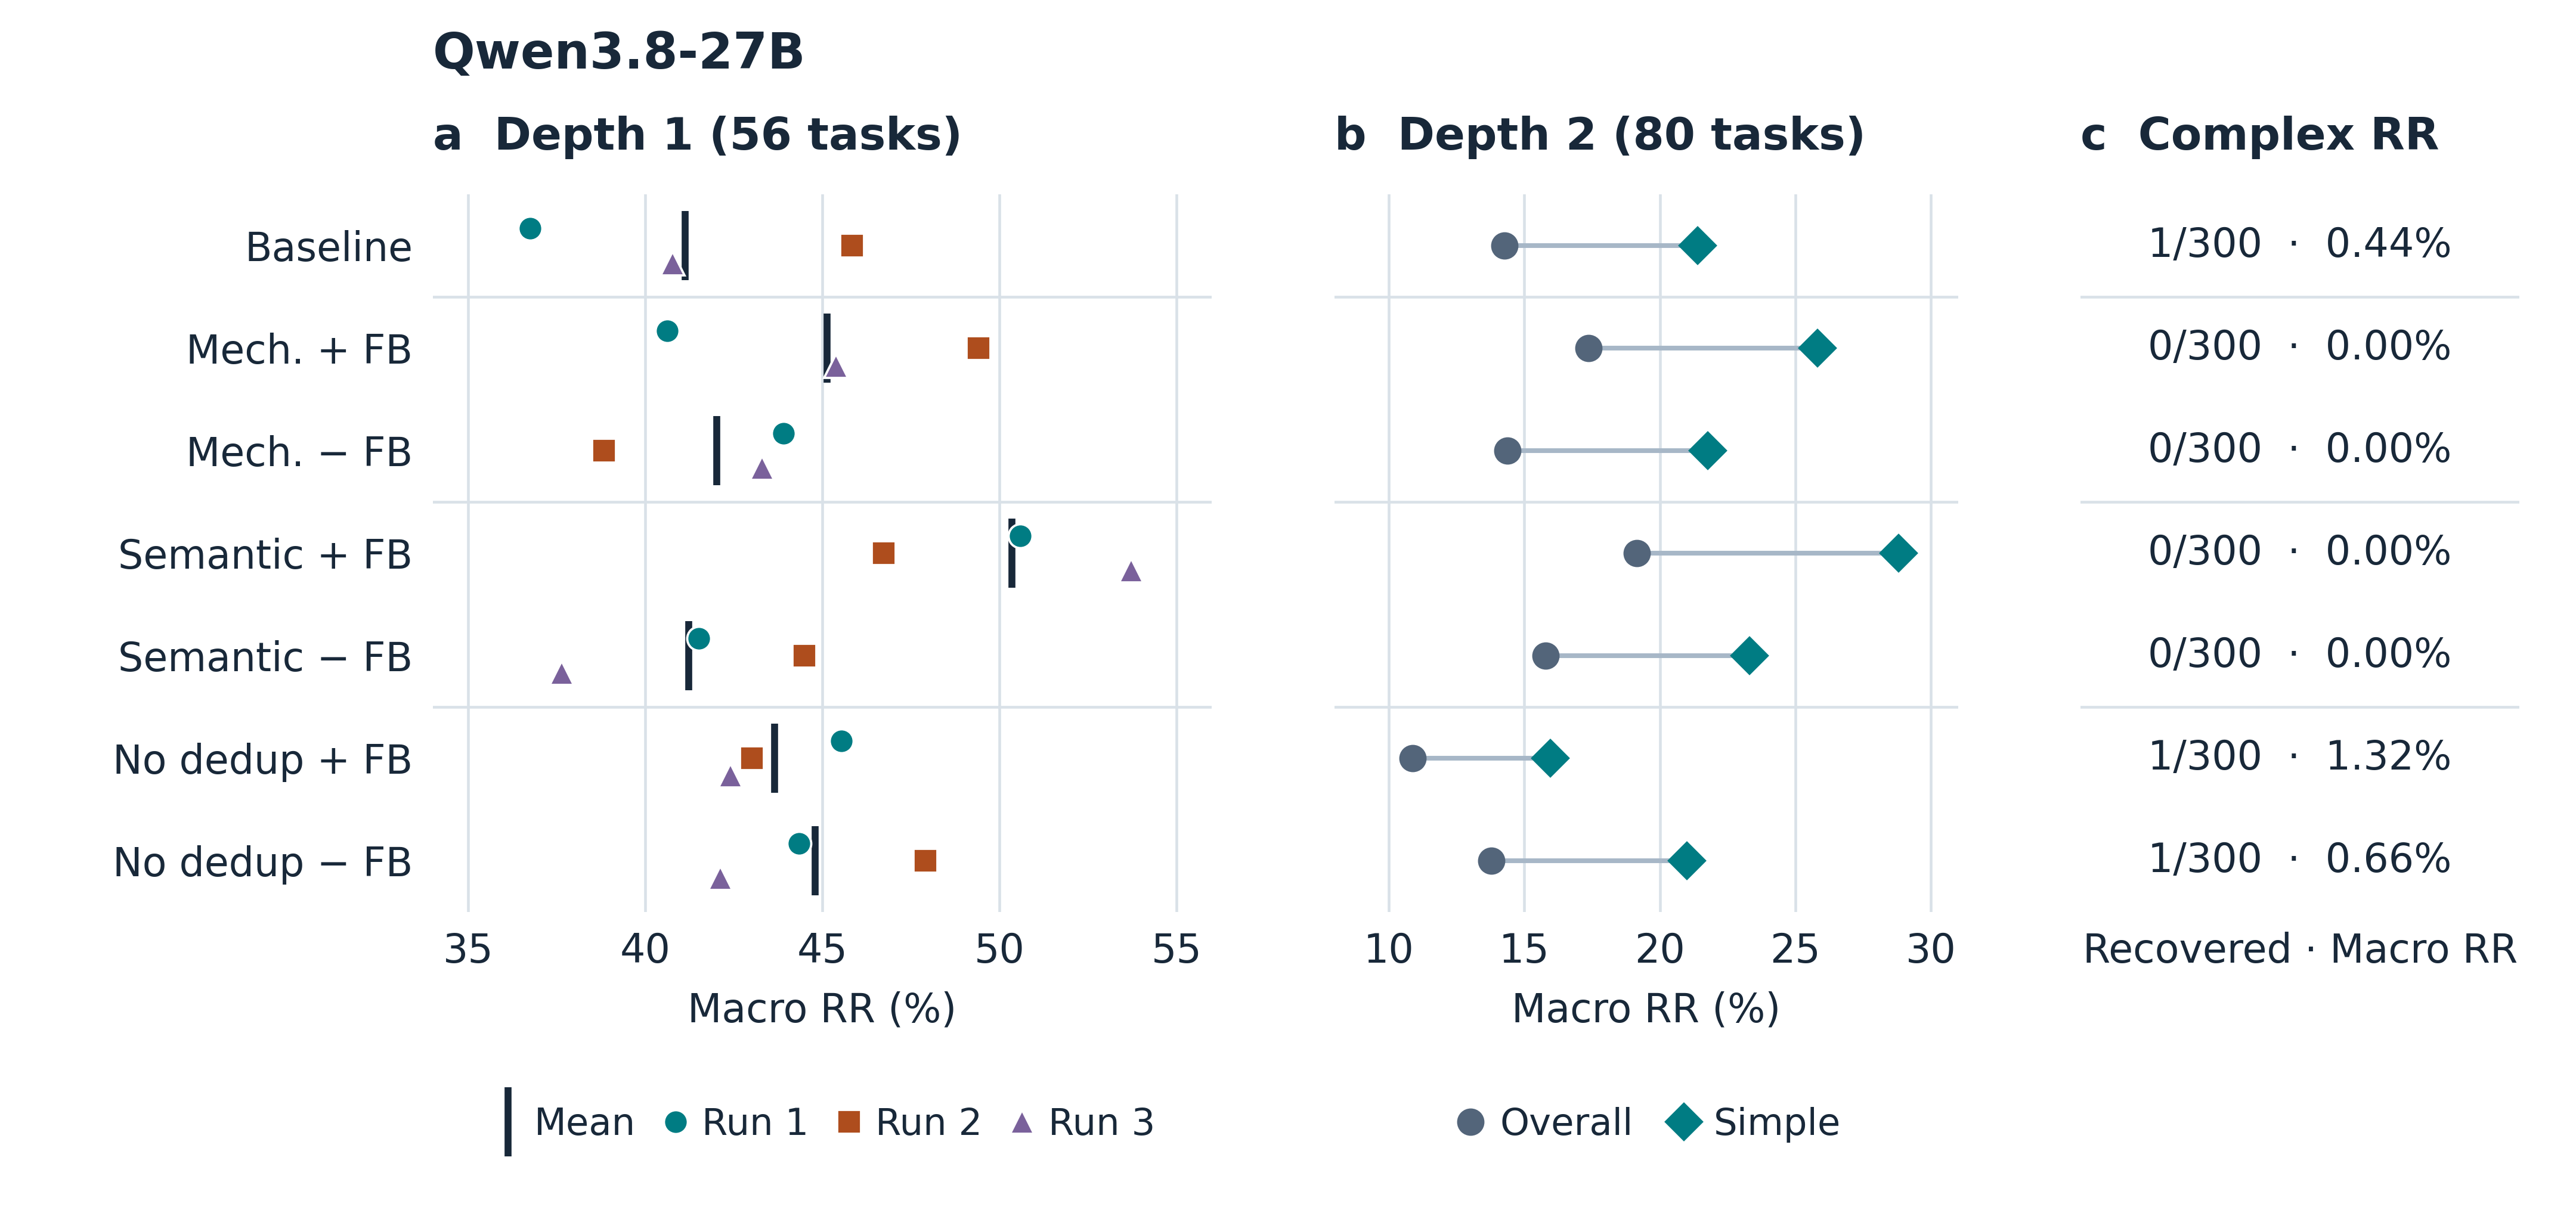 Qwen3.8-27B
a Depth 1 (56 tasks)
b Depth 2 (80 tasks)
c Complex RR
Baseline 1/300 · 0.44%
Mech. + FB 0/300 · 0.00%
Mech. − FB 0/300 · 0.00%
Semantic + FB 0/300 · 0.00%
Semantic − FB 0/300 · 0.00%
No dedup + FB 1/300 · 1.32%
No dedup − FB 1/300 · 0.66%
35 40 45 50 55
10 15 20 25 30
Recovered · Macro RR
Macro RR (%)
Macro RR (%)
Mean Run 1 Run 2 Run 3
Overall Simple